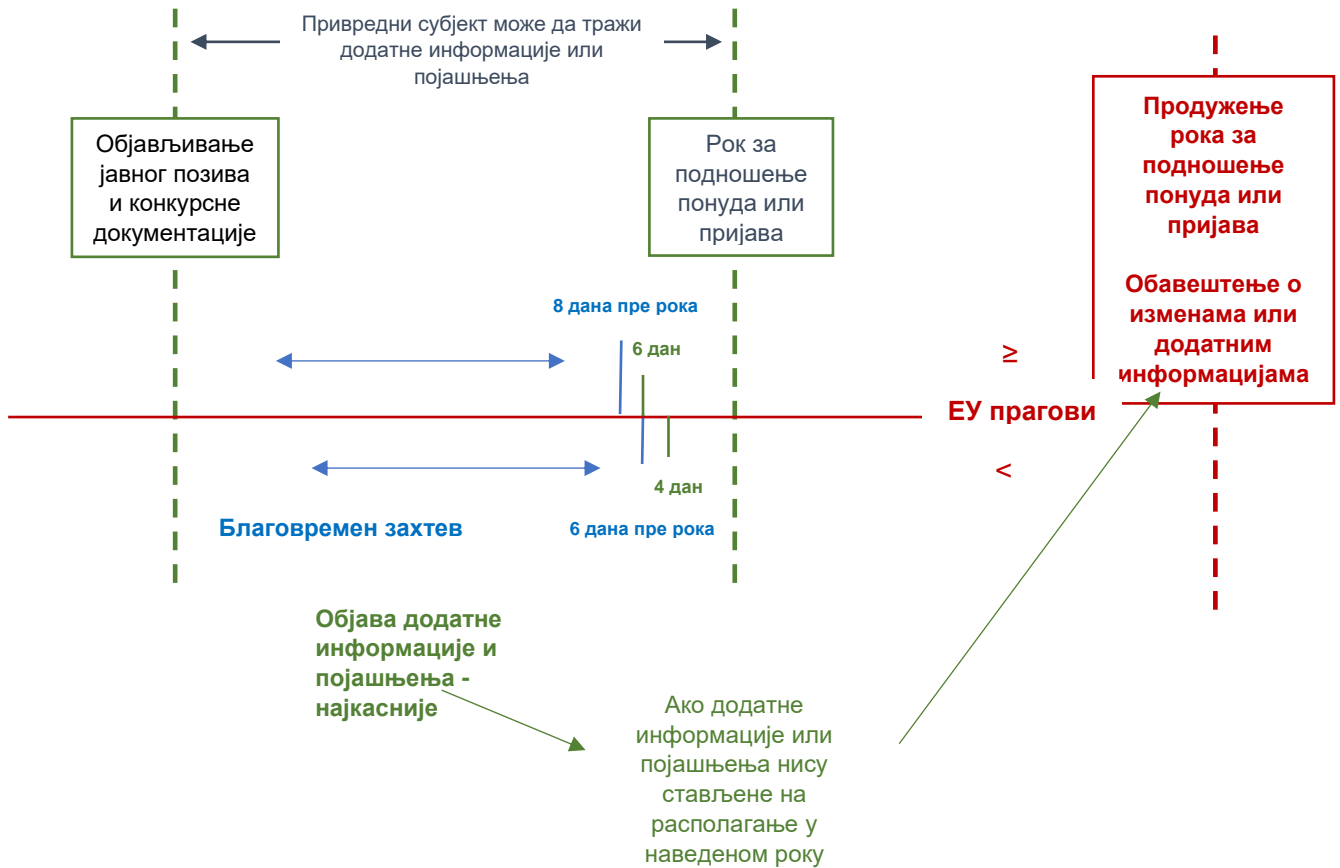 Привредни субјект може да тражи
додатне информације или
појашњења
Објављивање
јавног позива
и конкурсне
документације
Рок за
подношење
понуда или
пријава
Продужење
рока за
подношење
понуда или
пријава
Обавештење о
изменама или
додатним
информацијама
8 дана пре рока
6 дан
≥
ЕУ прагови
<
4 дан
Благовремен захтев
6 дана пре рока
Објава додатне
информације и
појашњења -
најкасније
Ако додатне
информације или
појашњења нису
стављене на
располагање у
наведеном року